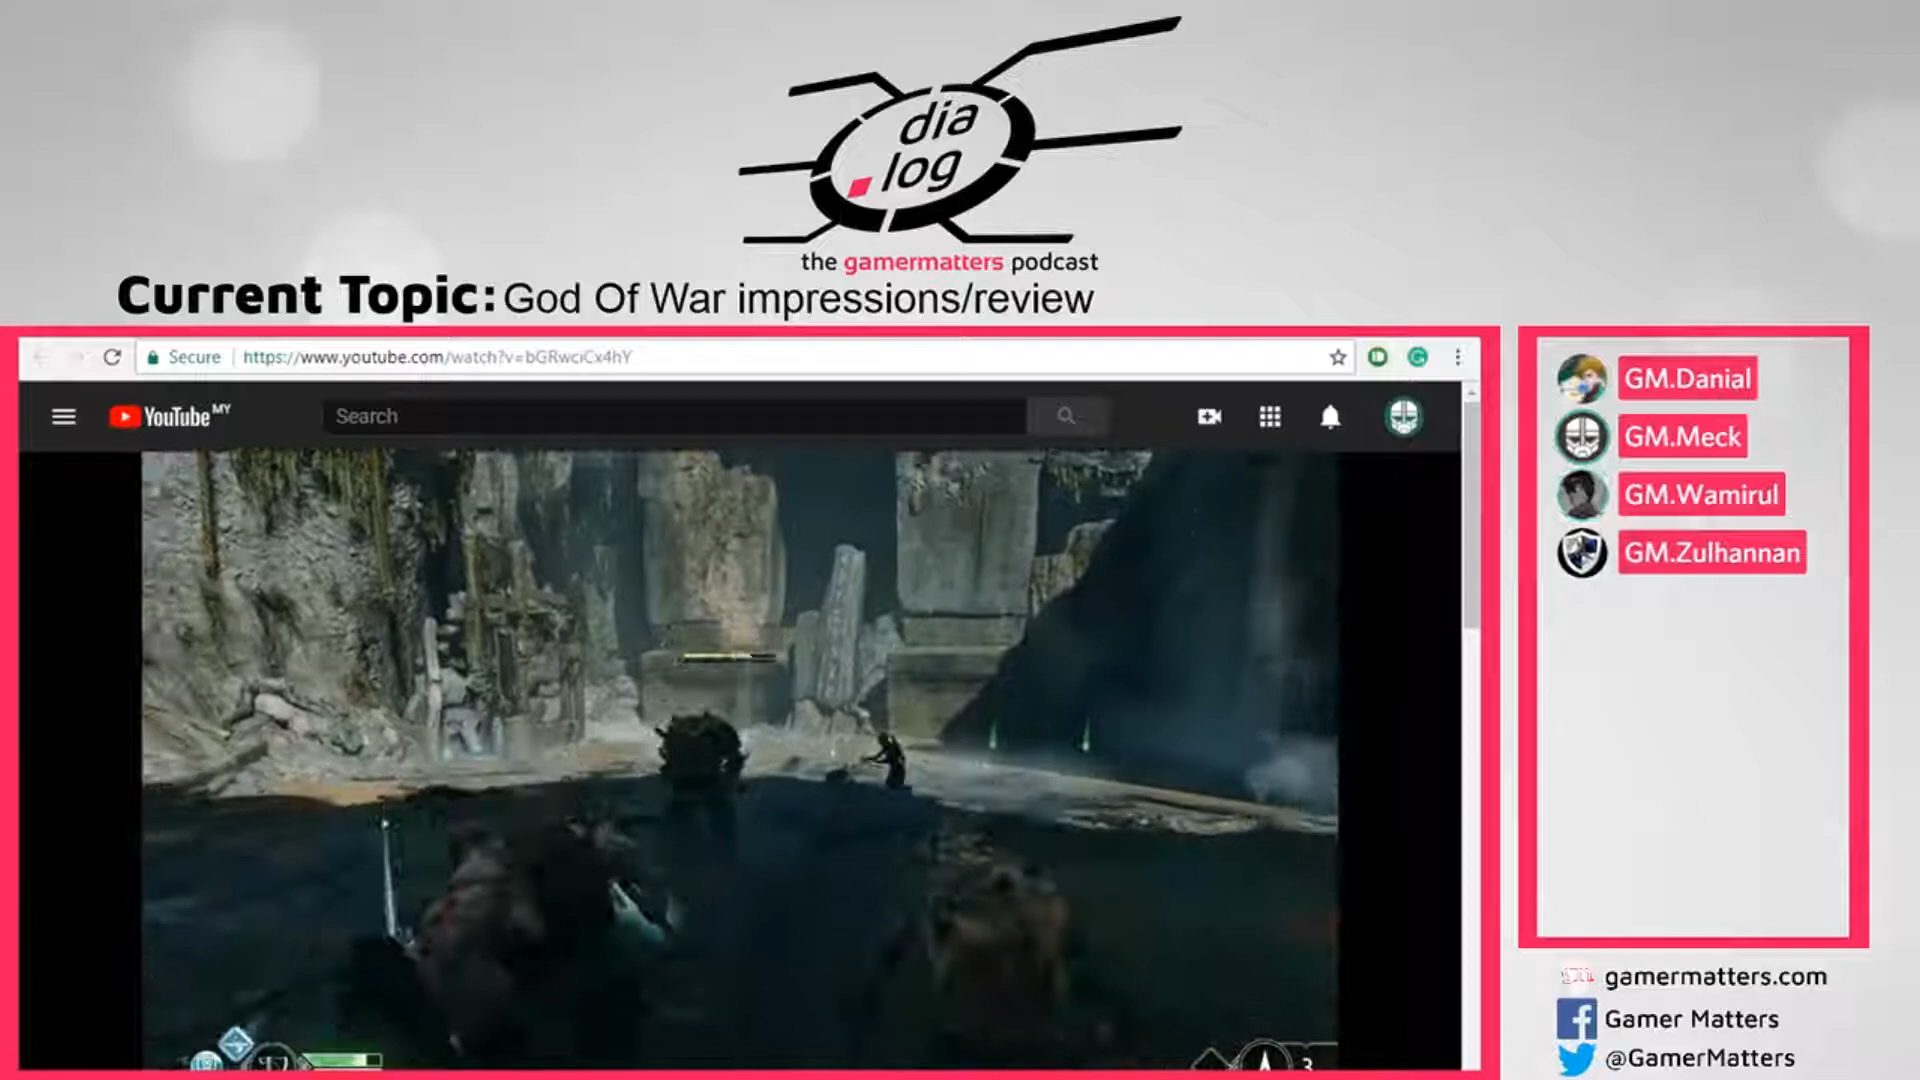 dia
.log
the gamermatters podcast
Current Topic: God Of War impressions/review
Secure https://www.youtube.com/watch?v=bGRwciCx4hY
YouTube MY
Search
GM.Danial
GM.Meck
GM.Wamirul
GM.Zulhannan
3
gamermatters.com
Gamer Matters
@GamerMatters